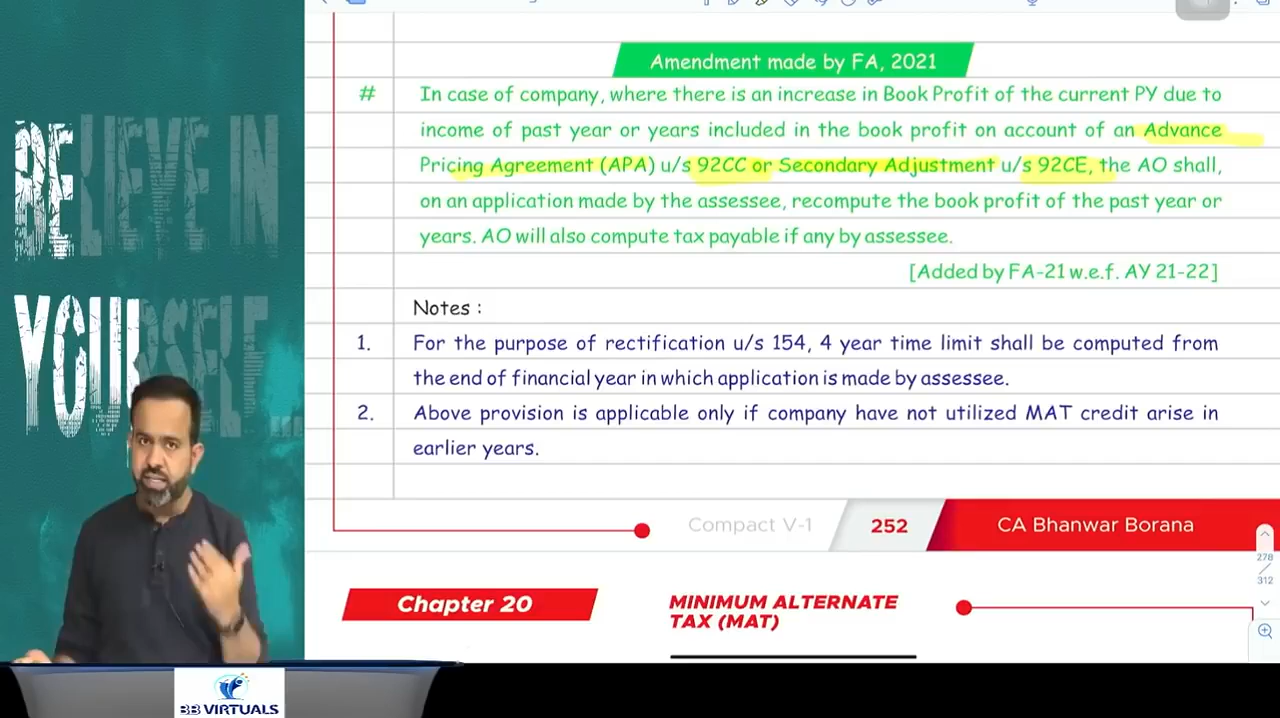 BELIEVE IN
YOURSELF...
Amendment made by FA, 2021
# In case of company, where there is an increase in Book Profit of the current PY due to
income of past year or years included in the book profit on account of an Advance
Pricing Agreement (APA) u/s 92CC or Secondary Adjustment u/s 92CE, the AO shall,
on an application made by the assessee, recompute the book profit of the past year or
years. AO will also compute tax payable if any by assessee.
[Added by FA-21 w.e.f. AY 21-22]
Notes :
1. For the purpose of rectification u/s 154, 4 year time limit shall be computed from
the end of financial year in which application is made by assessee.
2. Above provision is applicable only if company have not utilized MAT credit arise in
earlier years.
Compact V-1 252 CA Bhanwar Borana
278
/
312
Chapter 20 MINIMUM ALTERNATE
TAX (MAT)
BB VIRTUALS